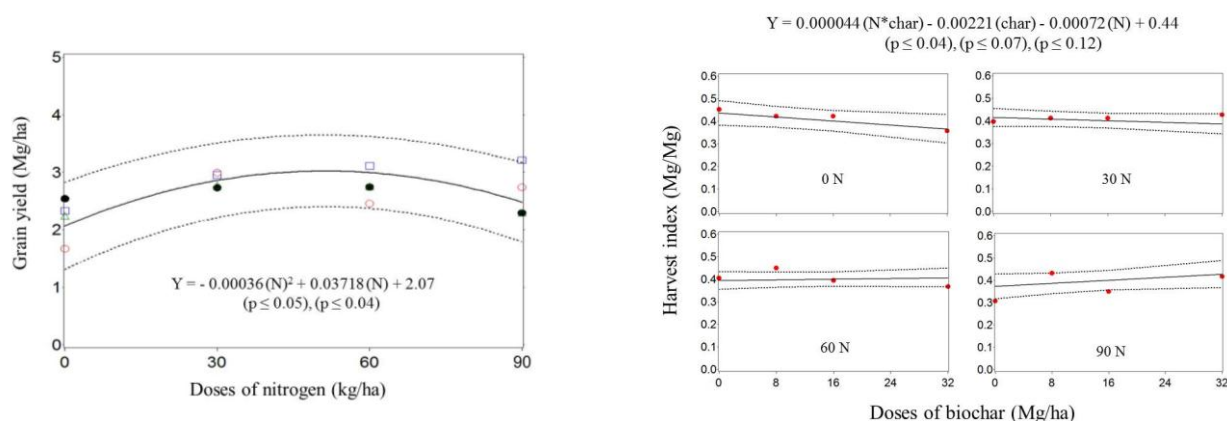 5
4
3
2
1
0
Grain yield (Mg/ha)
Y = - 0.00036 (N)² + 0.03718 (N) + 2.07
(p ≤ 0.05), (p ≤ 0.04)
0 30 60 90
Doses of nitrogen (kg/ha)
Y = 0.000044 (N*char) - 0.00221 (char) - 0.00072 (N) + 0.44
(p ≤ 0.04), (p ≤ 0.07), (p ≤ 0.12)
Harvest index (Mg/Mg)
0.6
0.5
0.4
0.3
0.2
0.1
0.0
0 N
0.6
0.5
0.4
0.3
0.2
0.1
0.0
30 N
0.6
0.5
0.4
0.3
0.2
0.1
0.0
60 N
0 8 16 24 32
0.6
0.5
0.4
0.3
0.2
0.1
0.0
90 N
0 8 16 24 32
Doses of biochar (Mg/ha)